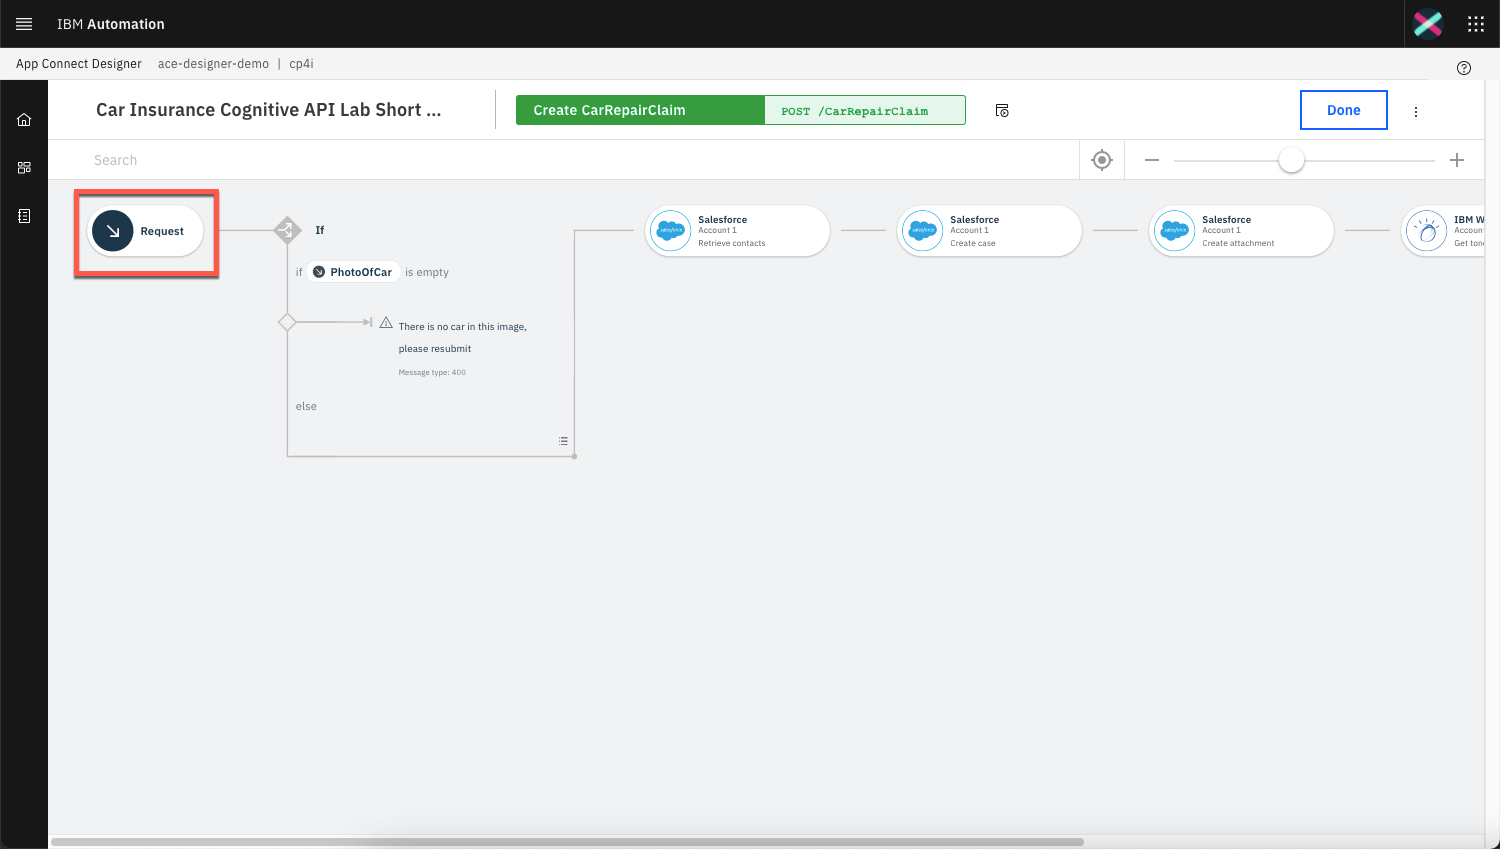 IBM Automation
App Connect Designer ace-designer-demo | cp4i
Car Insurance Cognitive API Lab Short ...
Create CarRepairClaim
POST /CarRepairClaim
Done
Search
Request
If
if PhotoOfCar is empty
There is no car in this image,
please resubmit
Message type: 400
else
salesforce
Salesforce
Account 1
Retrieve contacts
salesforce
Salesforce
Account 1
Create case
salesforce
Salesforce
Account 1
Create attachment
IBM W
Accoun
Get ton